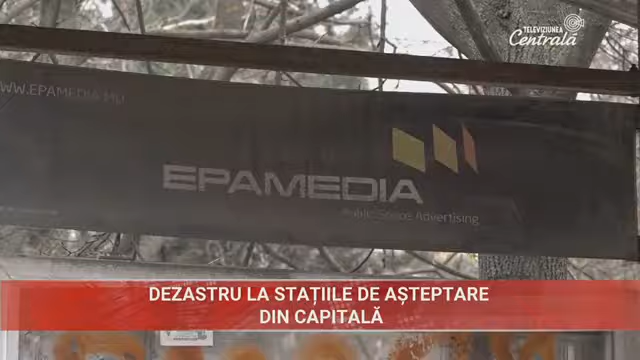 TELEVIZIUNEA
Centrală
WWW.EPAMEDIA.MD
EPAMEDIA
Public Space Advertising
DEZASTRU LA STAȚIILE DE AȘTEPTARE
DIN CAPITALĂ